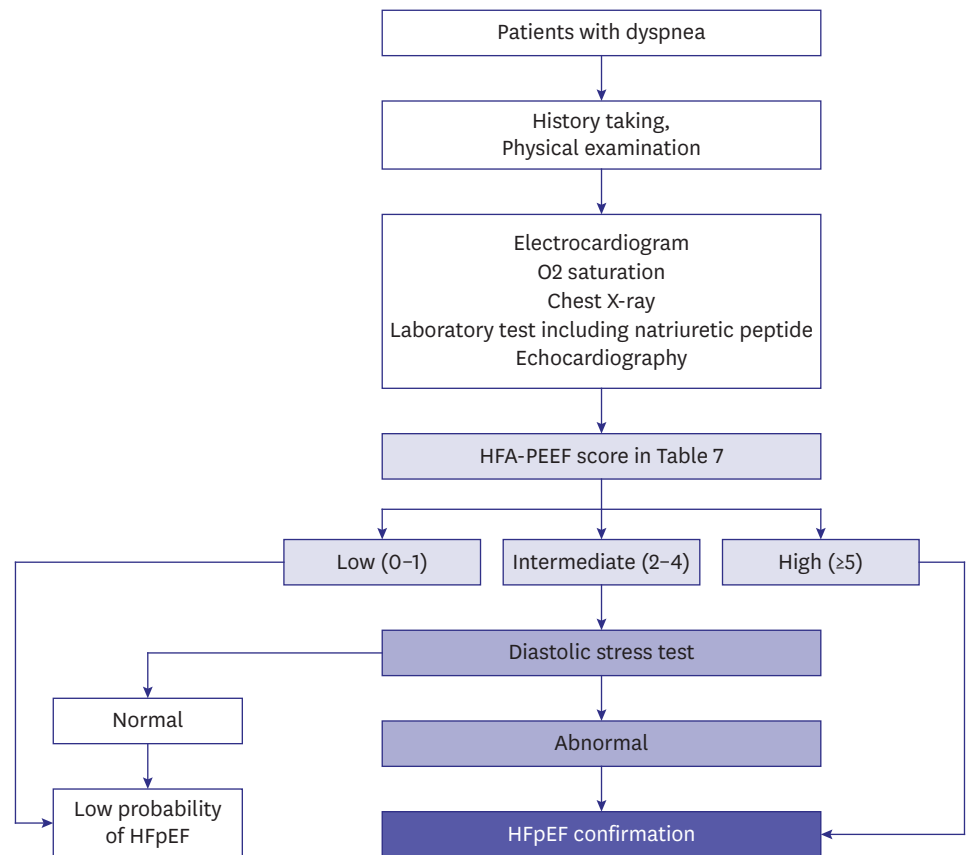 Patients with dyspnea
History taking,
Physical examination
Electrocardiogram
O2 saturation
Chest X-ray
Laboratory test including natriuretic peptide
Echocardiography
HFA-PEEF score in Table 7
Low (0–1)
Intermediate (2–4)
High (≥5)
Diastolic stress test
Normal
Abnormal
Low probability
of HFpEF
HFpEF confirmation